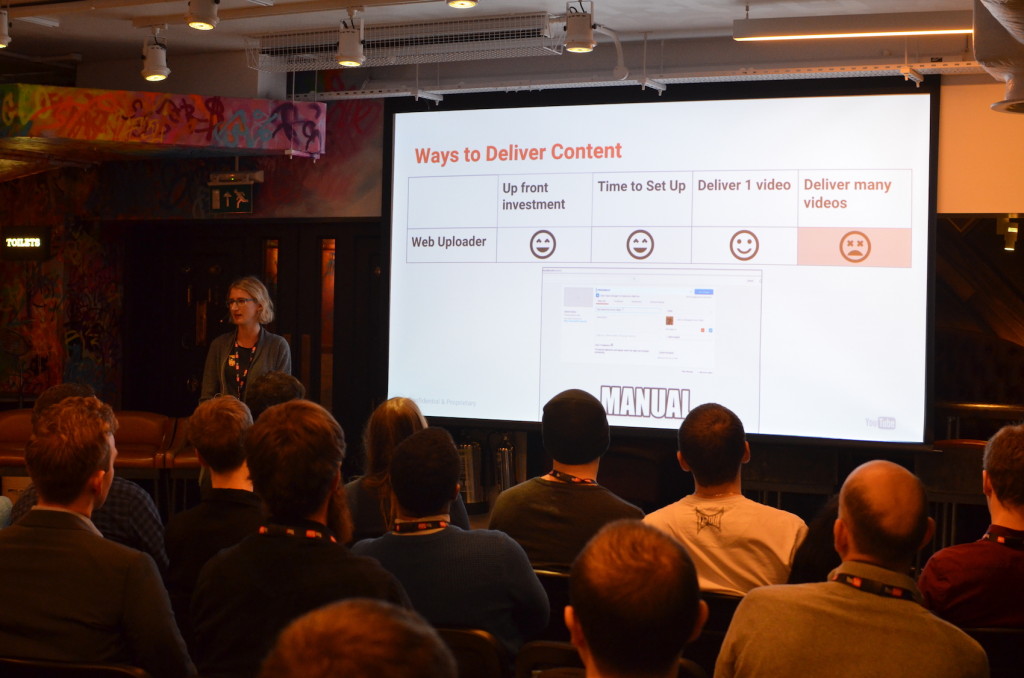 Ways to Deliver Content
Up front investment
Time to Set Up
Deliver 1 video
Deliver many videos
Web Uploader
MANUAL
YouTube
TOILETS